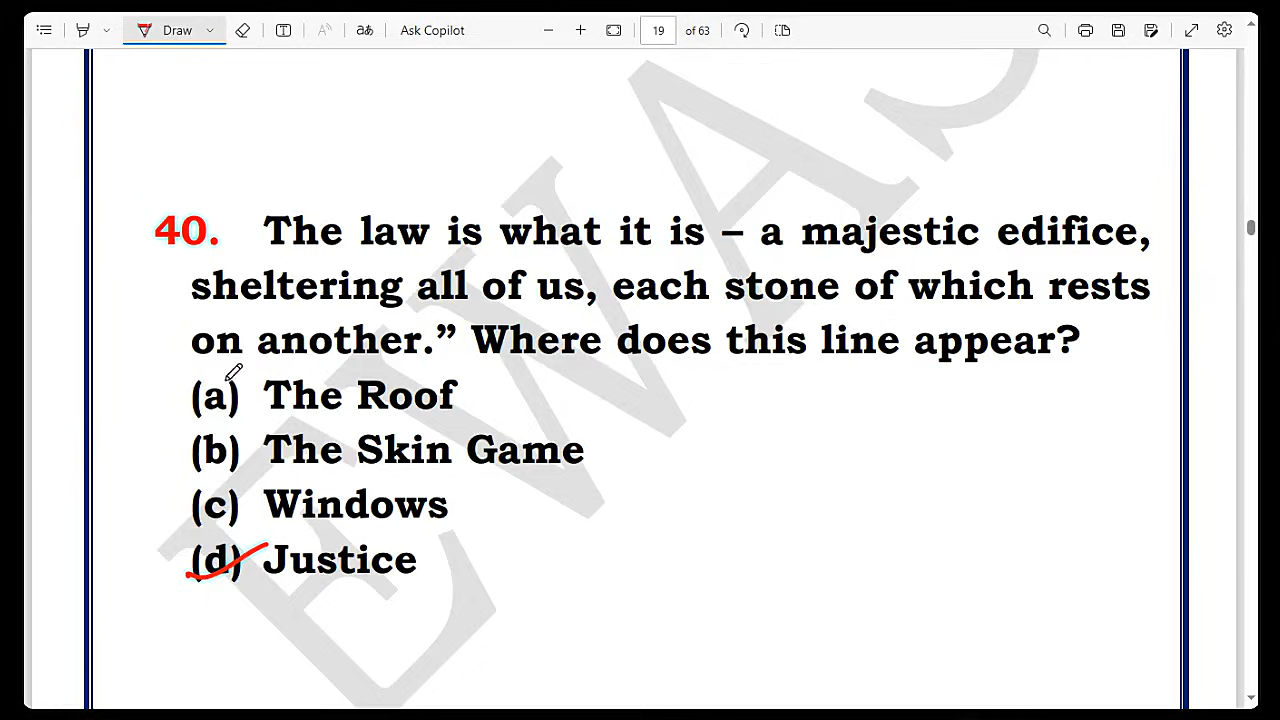 Draw
Ask Copilot
19 of 63
40. The law is what it is – a majestic edifice,
sheltering all of us, each stone of which rests
on another.” Where does this line appear?
(a) The Roof
(b) The Skin Game
(c) Windows
(d) Justice
EWAS